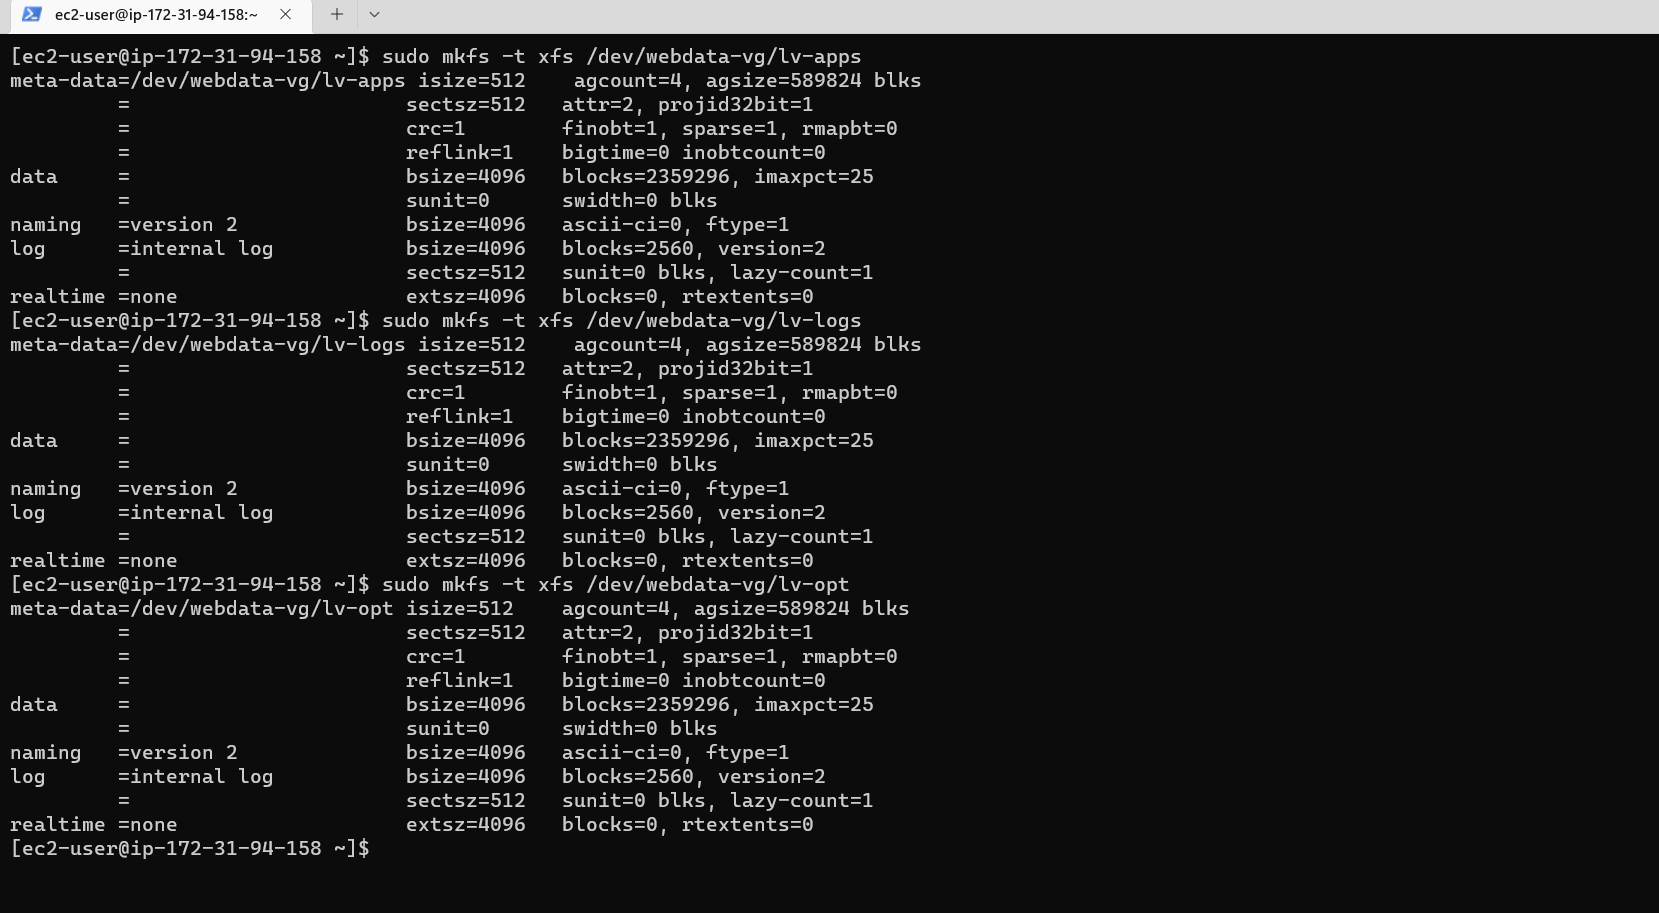 ec2-user@ip-172-31-94-158:~
[ec2-user@ip-172-31-94-158 ~]$ sudo mkfs -t xfs /dev/webdata-vg/lv-apps
meta-data=/dev/webdata-vg/lv-apps isize=512    agcount=4, agsize=589824 blks
         =                       sectsz=512   attr=2, projid32bit=1
         =                       crc=1        finobt=1, sparse=1, rmapbt=0
         =                       reflink=1    bigtime=0 inobtcount=0
data     =                       bsize=4096   blocks=2359296, imaxpct=25
         =                       sunit=0      swidth=0 blks
naming   =version 2              bsize=4096   ascii-ci=0, ftype=1
log      =internal log           bsize=4096   blocks=2560, version=2
         =                       sectsz=512   sunit=0 blks, lazy-count=1
realtime =none                   extsz=4096   blocks=0, rtextents=0
[ec2-user@ip-172-31-94-158 ~]$ sudo mkfs -t xfs /dev/webdata-vg/lv-logs
meta-data=/dev/webdata-vg/lv-logs isize=512    agcount=4, agsize=589824 blks
         =                       sectsz=512   attr=2, projid32bit=1
         =                       crc=1        finobt=1, sparse=1, rmapbt=0
         =                       reflink=1    bigtime=0 inobtcount=0
data     =                       bsize=4096   blocks=2359296, imaxpct=25
         =                       sunit=0      swidth=0 blks
naming   =version 2              bsize=4096   ascii-ci=0, ftype=1
log      =internal log           bsize=4096   blocks=2560, version=2
         =                       sectsz=512   sunit=0 blks, lazy-count=1
realtime =none                   extsz=4096   blocks=0, rtextents=0
[ec2-user@ip-172-31-94-158 ~]$ sudo mkfs -t xfs /dev/webdata-vg/lv-opt
meta-data=/dev/webdata-vg/lv-opt isize=512    agcount=4, agsize=589824 blks
         =                       sectsz=512   attr=2, projid32bit=1
         =                       crc=1        finobt=1, sparse=1, rmapbt=0
         =                       reflink=1    bigtime=0 inobtcount=0
data     =                       bsize=4096   blocks=2359296, imaxpct=25
         =                       sunit=0      swidth=0 blks
naming   =version 2              bsize=4096   ascii-ci=0, ftype=1
log      =internal log           bsize=4096   blocks=2560, version=2
         =                       sectsz=512   sunit=0 blks, lazy-count=1
realtime =none                   extsz=4096   blocks=0, rtextents=0
[ec2-user@ip-172-31-94-158 ~]$